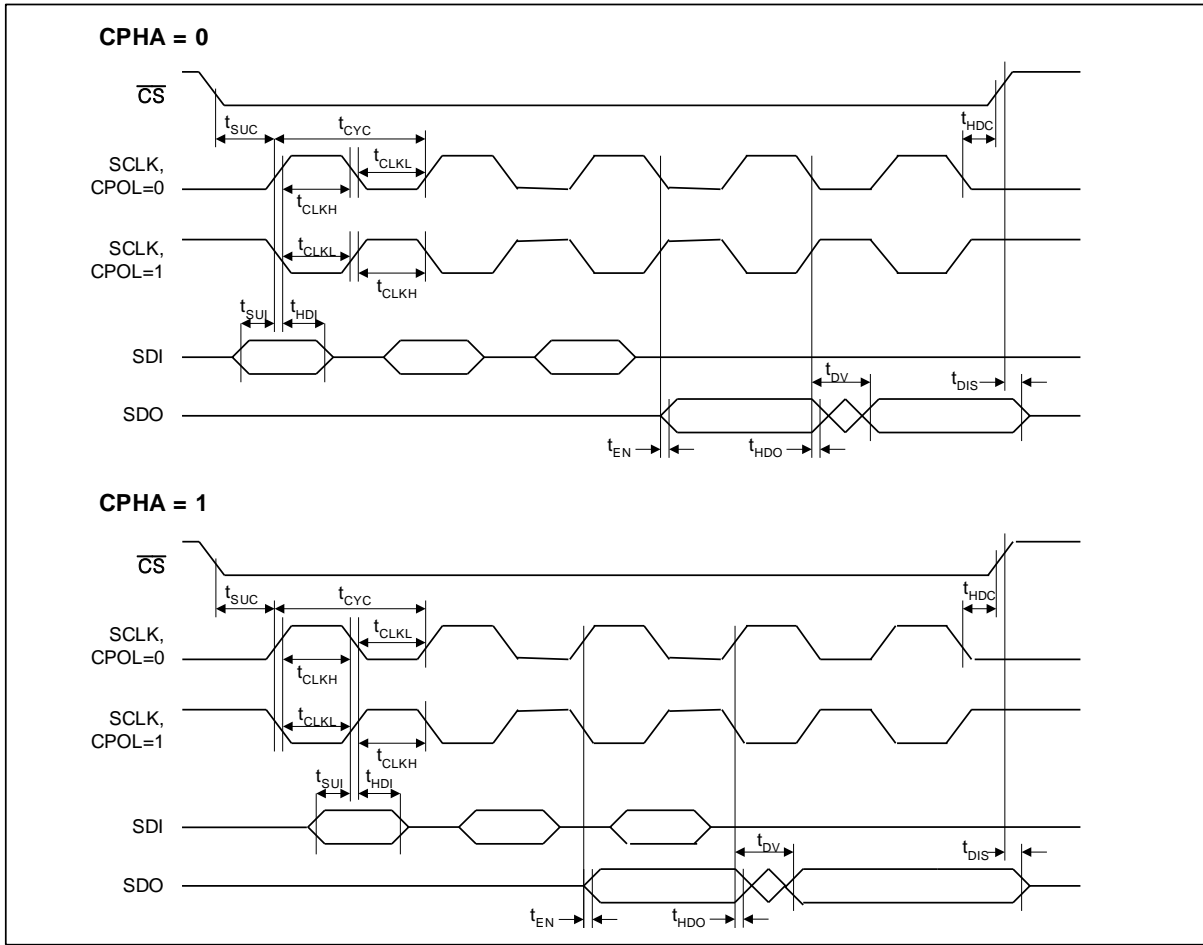 CPHA = 0
CS
tSUC
tCYC
tHDC
SCLK,
CPOL=0
tCLKL
tCLKH
SCLK,
CPOL=1
tCLKL
tCLKH
tSUI
tHDI
SDI
tDV
tDIS
SDO
tEN
tHDO
CPHA = 1
CS
tSUC
tCYC
tHDC
SCLK,
CPOL=0
tCLKL
tCLKH
SCLK,
CPOL=1
tCLKL
tCLKH
tSUI
tHDI
SDI
tDV
tDIS
SDO
tEN
tHDO